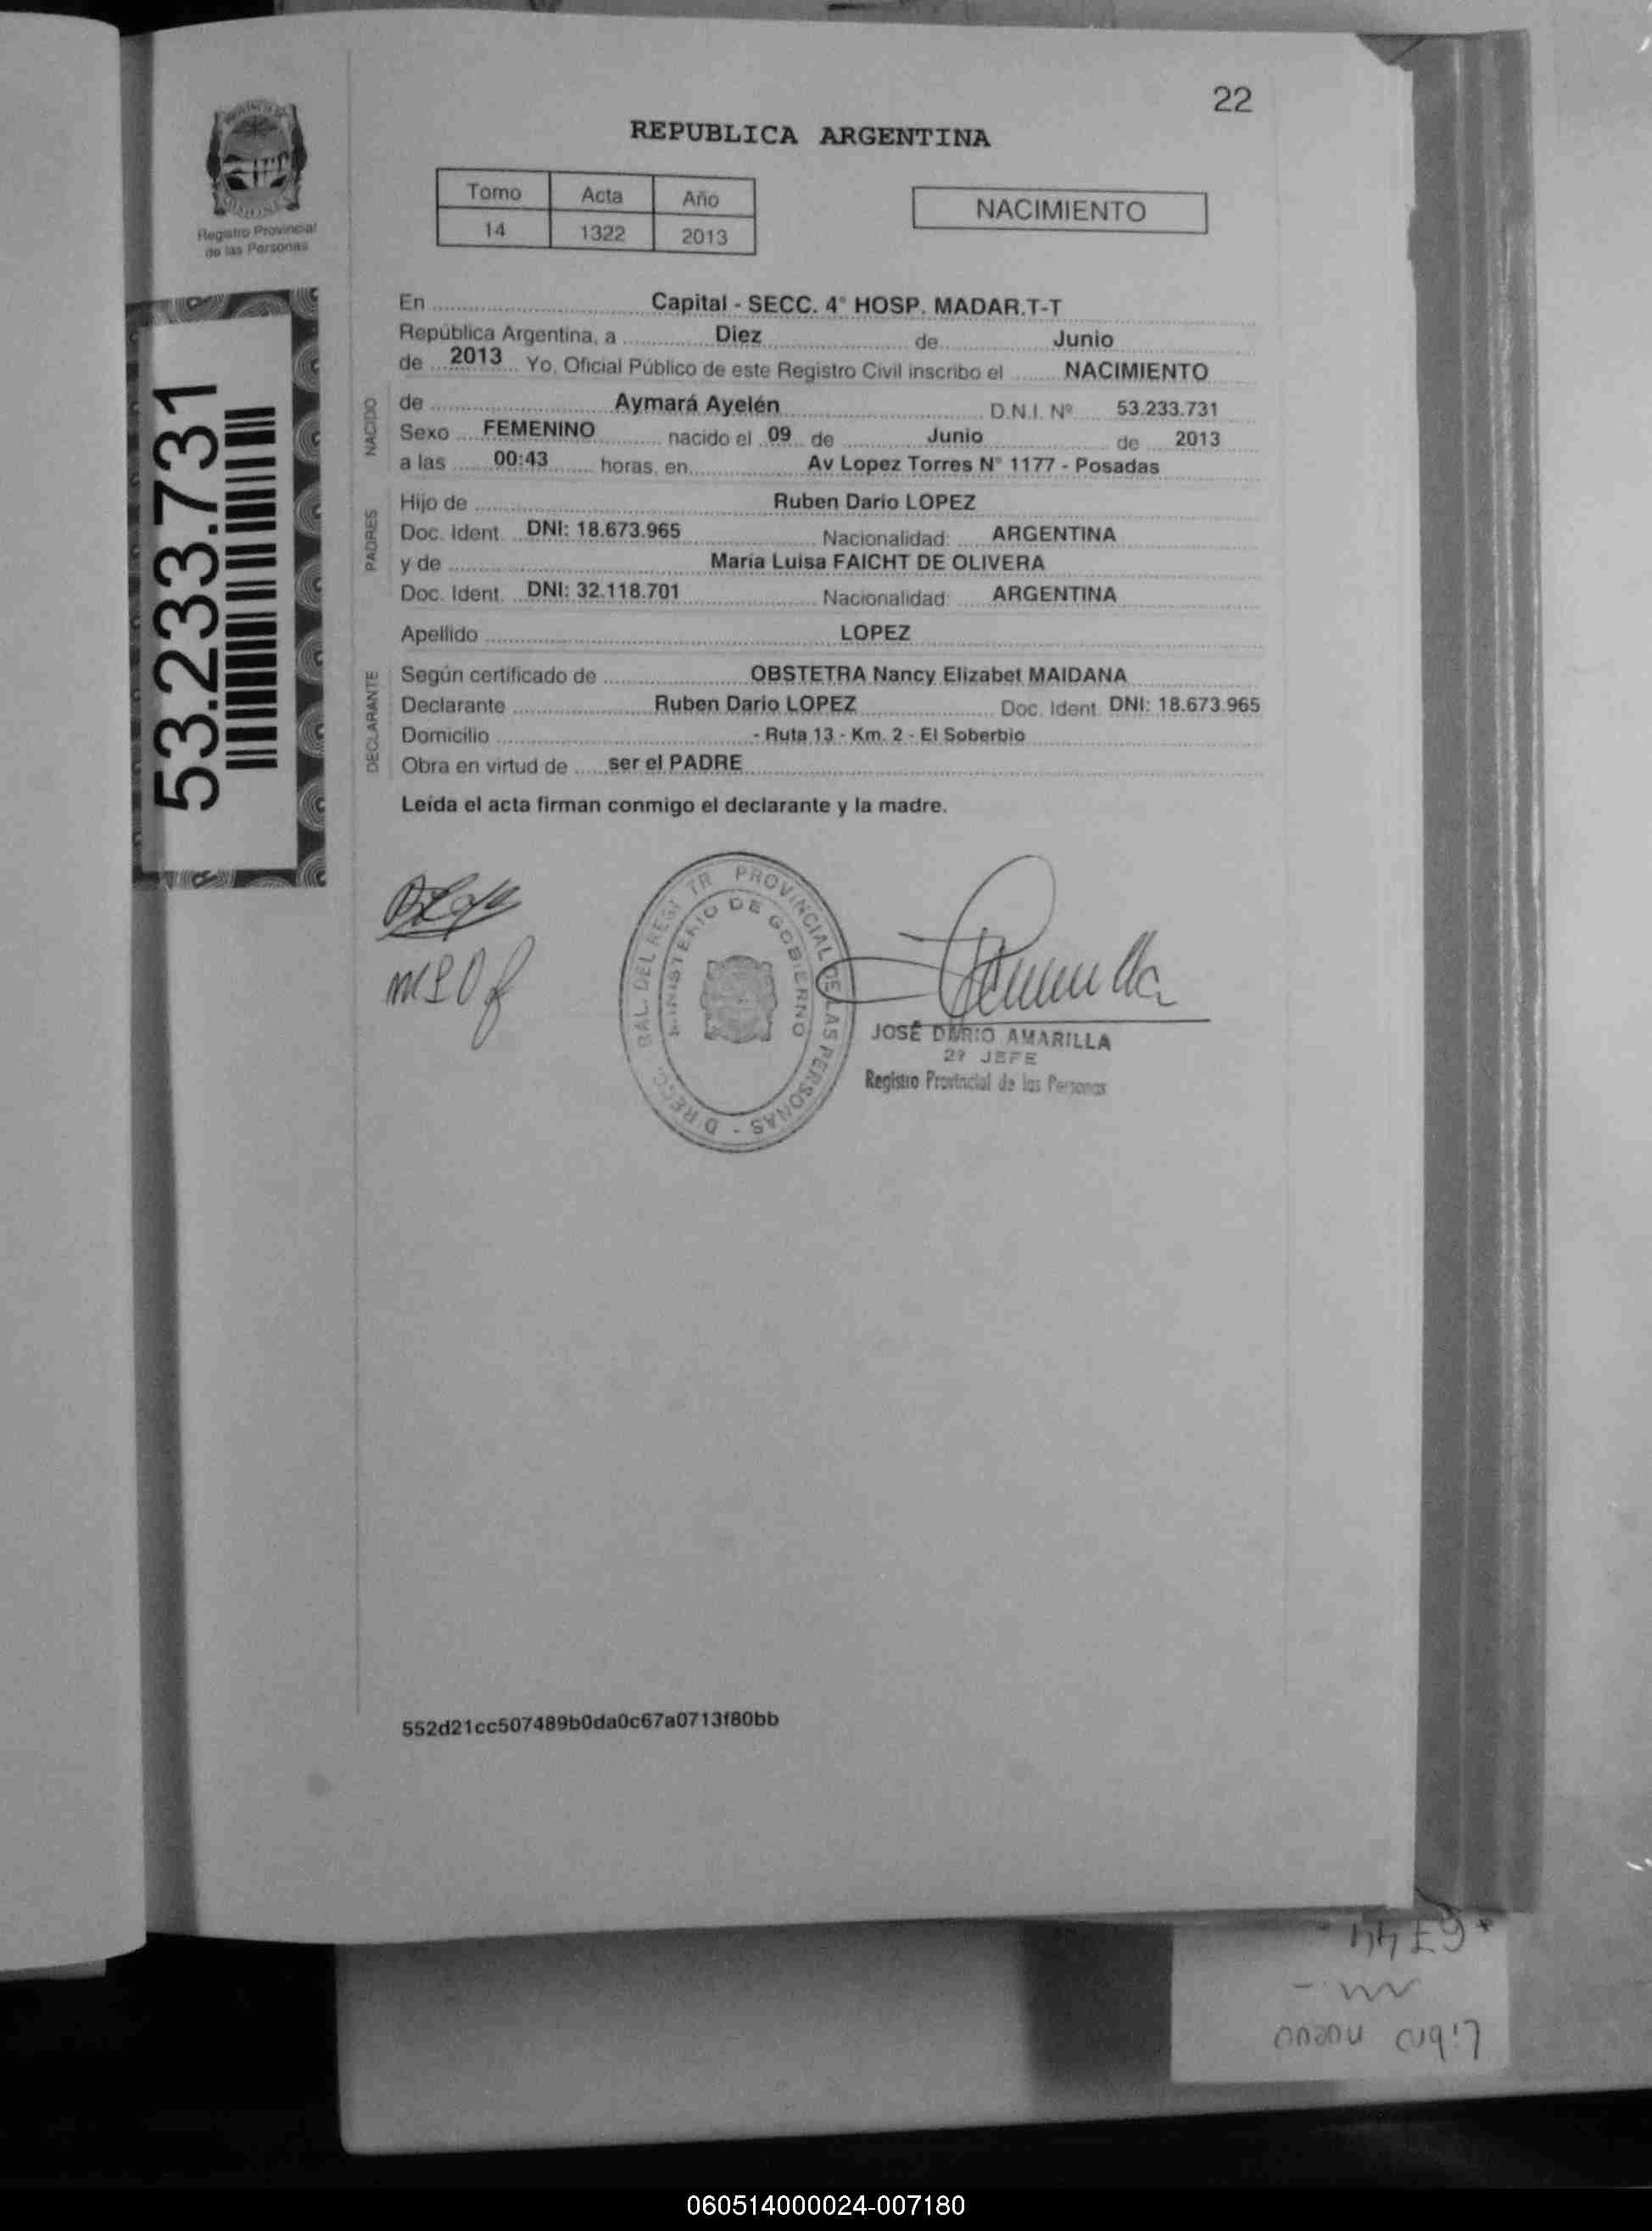 22
REPUBLICA ARGENTINA
Registro Provincial
de las Personas
Tomo Acta Año
14 1322 2013
NACIMIENTO
53.233.731
En Capital - SECC. 4° HOSP. MADAR.T-T
República Argentina, a Diez de Junio
de 2013 Yo, Oficial Público de este Registro Civil inscribo el NACIMIENTO
NACIDO
de Aymará Ayelén D.N.I. Nº 53.233.731
Sexo FEMENINO nacido el 09 de Junio de 2013
a las 00:43 horas, en Av Lopez Torres N° 1177 - Posadas
PADRES
Hijo de Ruben Dario LOPEZ
Doc. Ident. DNI: 18.673.965 Nacionalidad: ARGENTINA
y de María Luisa FAICHT DE OLIVERA
Doc. Ident. DNI: 32.118.701 Nacionalidad: ARGENTINA
Apellido LOPEZ
DECLARANTE
Según certificado de OBSTETRA Nancy Elizabet MAIDANA
Declarante Ruben Dario LOPEZ Doc. Ident. DNI: 18.673.965
Domicilio - Ruta 13 - Km. 2 - El Soberbio
Obra en virtud de ser el PADRE
Leída el acta firman conmigo el declarante y la madre.
PROVINCIAL DE LAS PERSONAS
MINISTERIO DE GOBIERNO
JOSÉ DARIO AMARILLA
2º JEFE
Registro Provincial de las Personas
552d21cc507489b0da0c67a0713f80bb
Libro nuevo
060514000024-007180